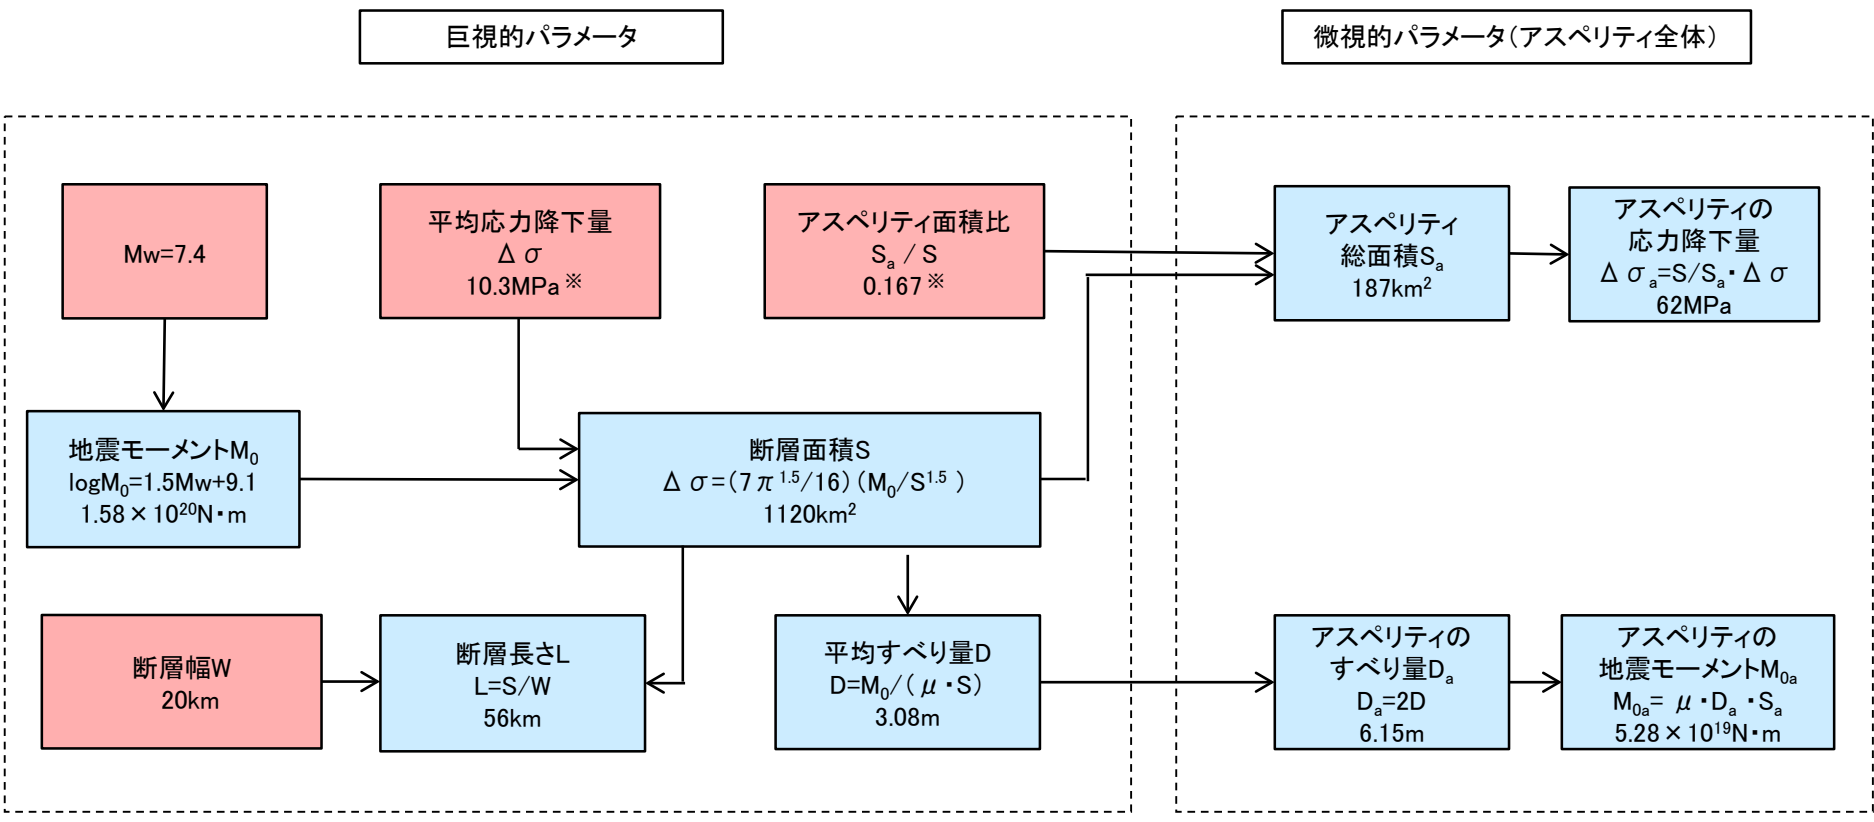 巨視的パラメータ
微視的パラメータ(アスペリティ全体)
Mw=7.4
平均応力降下量
Δσ
10.3MPa※
アスペリティ面積比
Sa / S
0.167※
アスペリティ
総面積Sa
187km²
アスペリティの
応力降下量
Δσa=S/Sa・Δσ
62MPa
地震モーメントM₀
logM₀=1.5Mw+9.1
1.58×10²⁰N・m
断層面積S
Δσ=(7π¹·⁵/16)(M₀/S¹·⁵)
1120km²
断層幅W
20km
断層長さL
L=S/W
56km
平均すべり量D
D=M₀/(μ・S)
3.08m
アスペリティの
すべり量Da
Da=2D
6.15m
アスペリティの
地震モーメントM₀a
M₀a= μ・Da・Sa
5.28×10¹⁹N・m